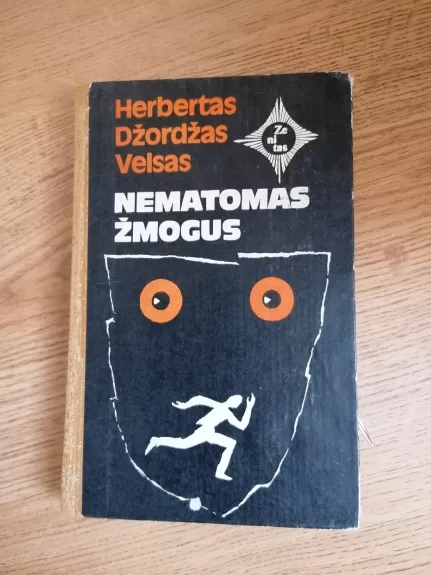 Herbertas
Džordžas
Velsas
Ze
ni
tas
NEMATOMAS
ŽMOGUS